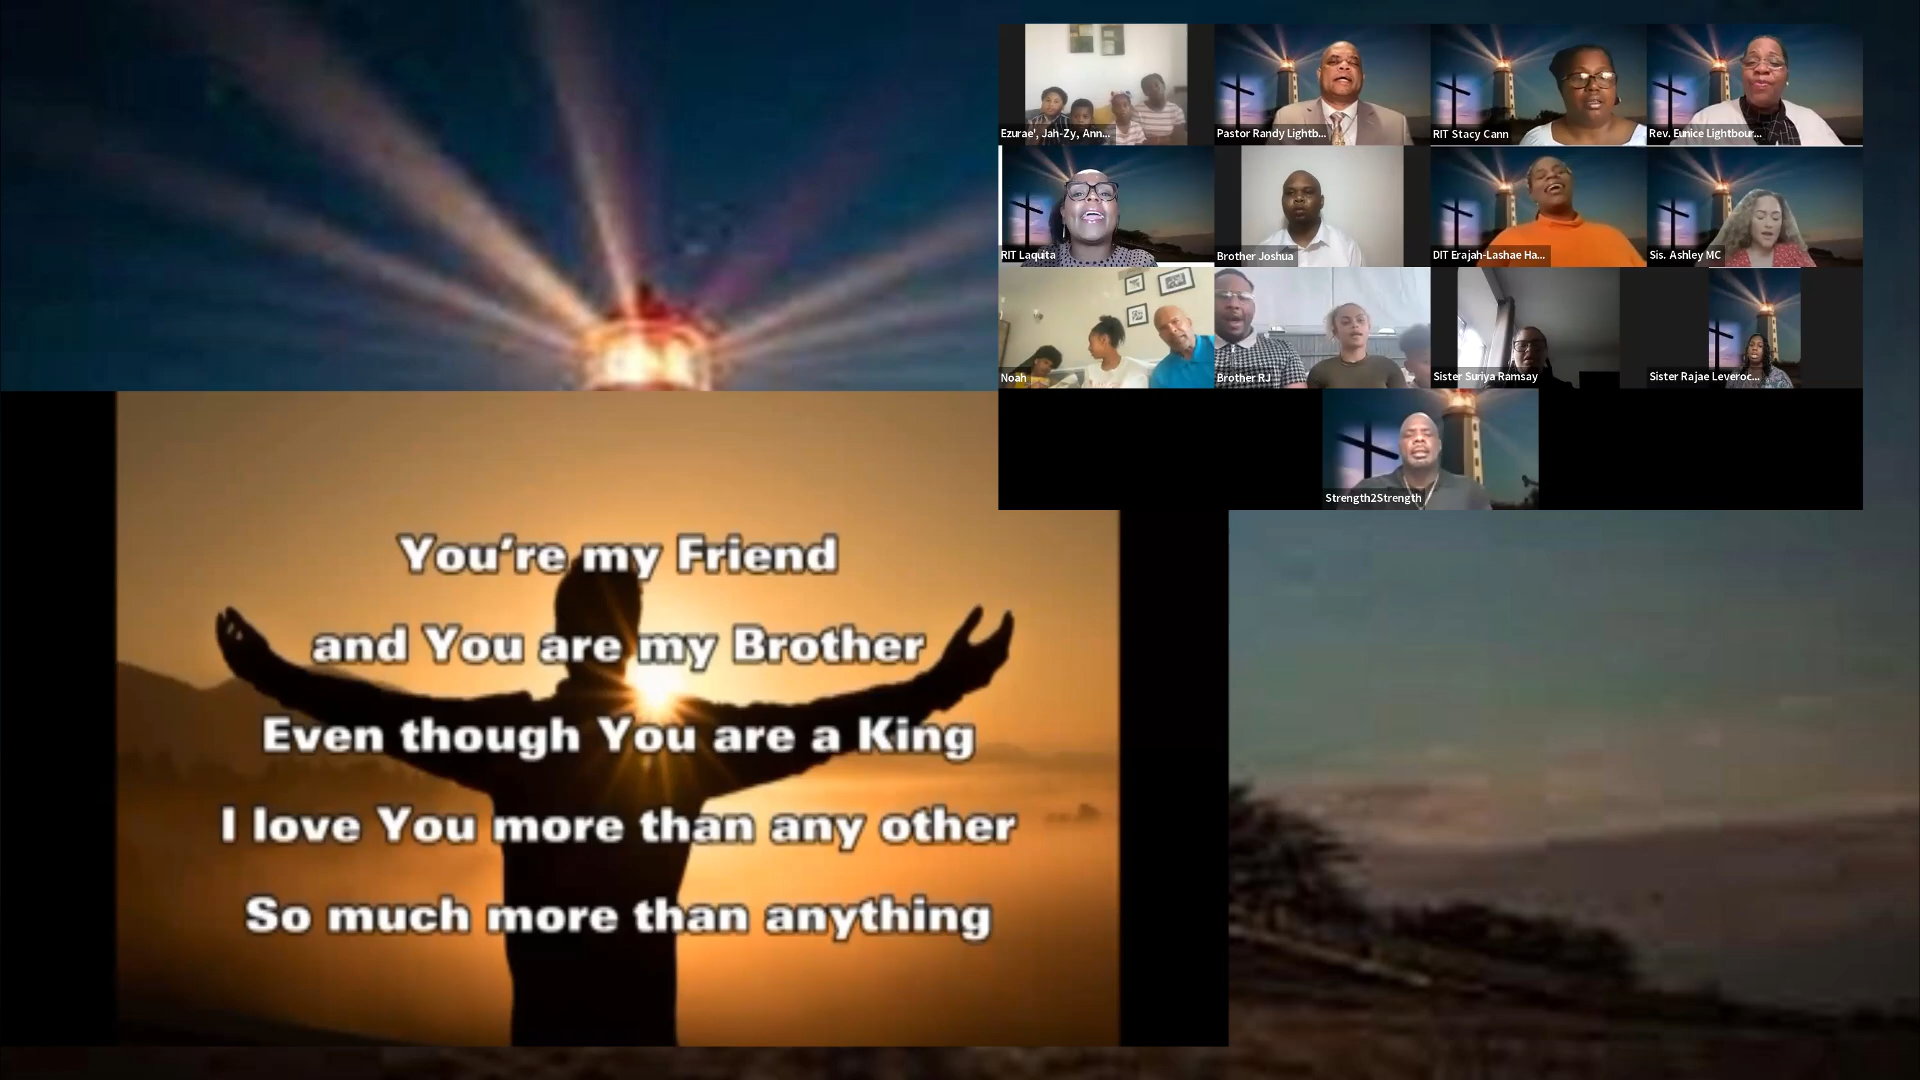 Ezurae', Jah-Zy, Ann...
Pastor Randy Lightb...
RIT Stacy Cann
Rev. Eunice Lightbour...
RIT Laquita
Brother Joshua
DIT Erajah-Lashae Ha...
Sis. Ashley MC
Noah
Brother RJ
Sister Suriya Ramsay
Sister Rajae Leveroc...
Strength2Strength
You're my Friend
and You are my Brother
Even though You are a King
I love You more than any other
So much more than anything